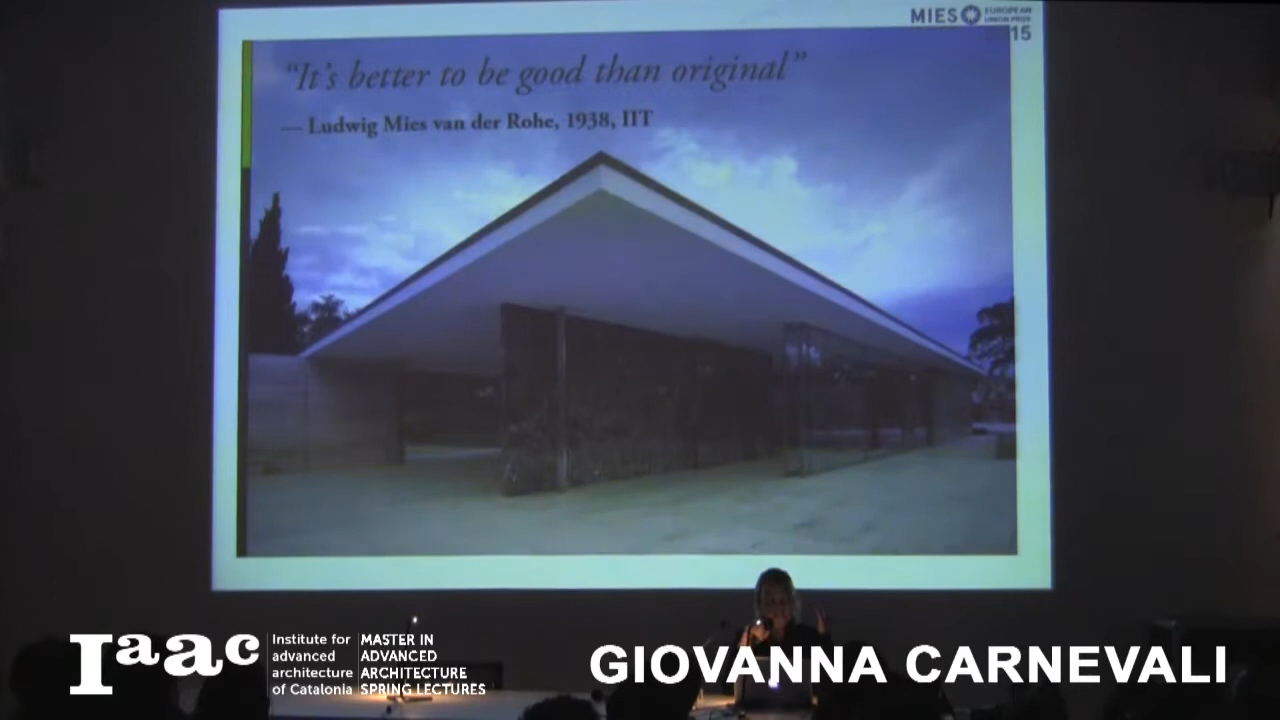 MIES EUROPEAN
UNION PRIZE
15
“It’s better to be good than original”
— Ludwig Mies van der Rohe, 1938, IIT
Iaac
Institute for
advanced
architecture
of Catalonia
MASTER IN
ADVANCED
ARCHITECTURE
SPRING LECTURES
GIOVANNA CARNEVALI